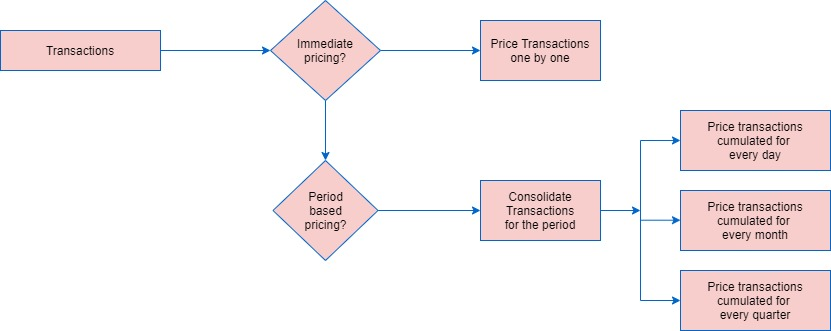 Transactions
Immediate
pricing?
Price Transactions
one by one
Period
based
pricing?
Consolidate
Transactions
for the period
Price transactions
cumulated for
every day
Price transactions
cumulated for
every month
Price transactions
cumulated for
every quarter